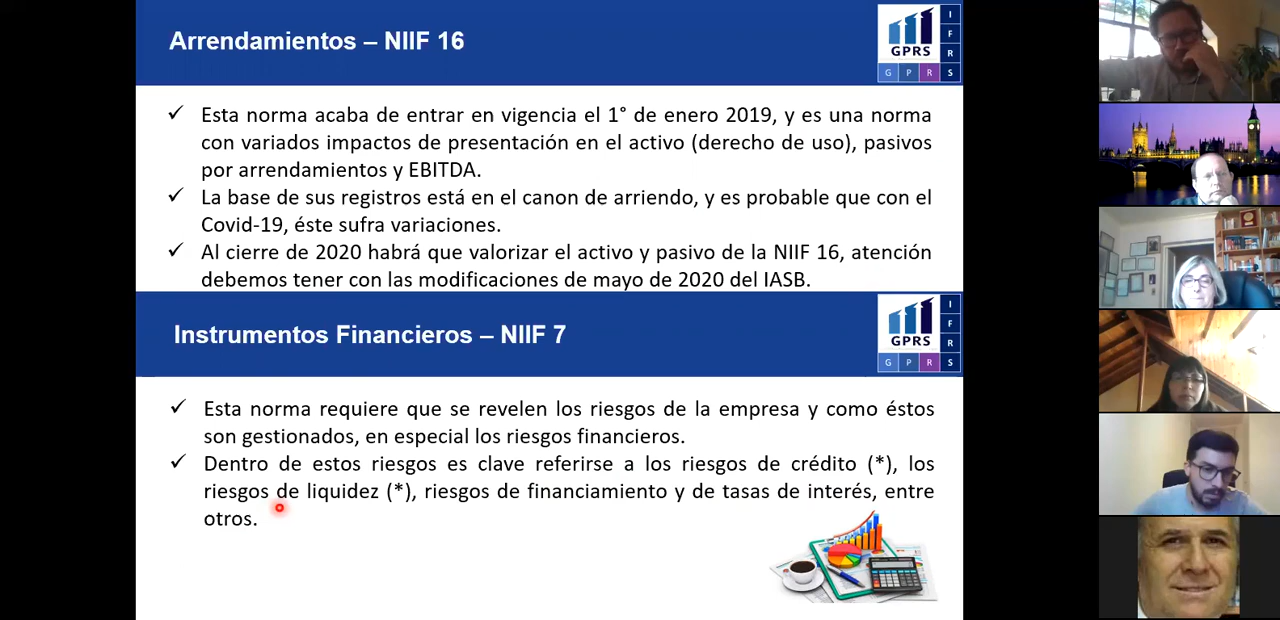 Arrendamientos – NIIF 16
GPRS
I
F
R
G P R S
✓ Esta norma acaba de entrar en vigencia el 1° de enero 2019, y es una norma
con variados impactos de presentación en el activo (derecho de uso), pasivos
por arrendamientos y EBITDA.
✓ La base de sus registros está en el canon de arriendo, y es probable que con el
Covid-19, éste sufra variaciones.
✓ Al cierre de 2020 habrá que valorizar el activo y pasivo de la NIIF 16, atención
debemos tener con las modificaciones de mayo de 2020 del IASB.
Instrumentos Financieros – NIIF 7
GPRS
I
F
R
G P R S
✓ Esta norma requiere que se revelen los riesgos de la empresa y como éstos
son gestionados, en especial los riesgos financieros.
✓ Dentro de estos riesgos es clave referirse a los riesgos de crédito (*), los
riesgos de liquidez (*), riesgos de financiamiento y de tasas de interés, entre
otros.